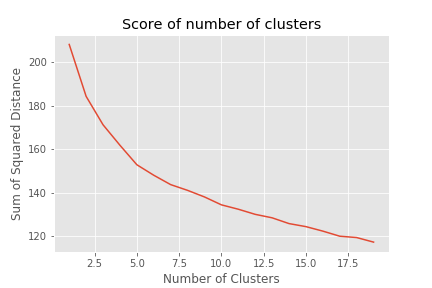 Score of number of clusters
Sum of Squared Distance
200
180
160
140
120
2.5 5.0 7.5 10.0 12.5 15.0 17.5
Number of Clusters